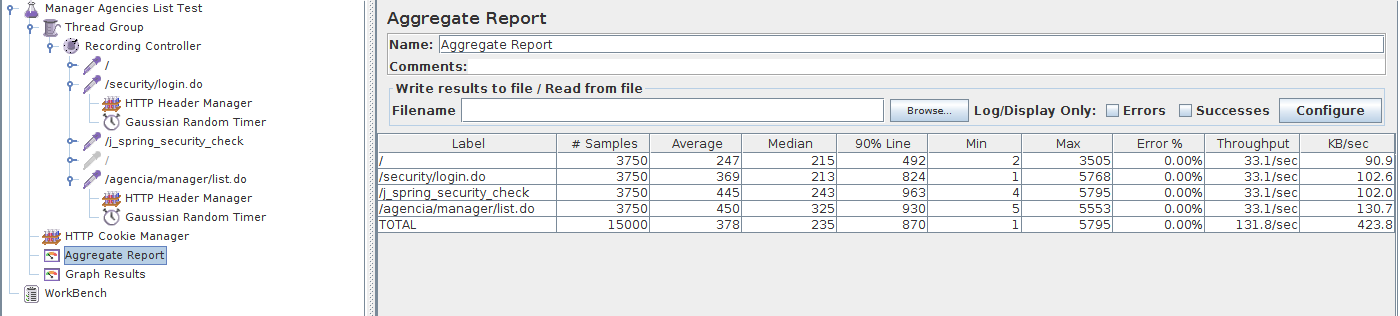 Manager Agencies List Test
Thread Group
Recording Controller
/
/security/login.do
HTTP Header Manager
Gaussian Random Timer
/j_spring_security_check
/
/agencia/manager/list.do
HTTP Header Manager
Gaussian Random Timer
HTTP Cookie Manager
Aggregate Report
Graph Results
WorkBench
Aggregate Report
Name: Aggregate Report
Comments:
Write results to file / Read from file
Filename Browse... Log/Display Only: Errors Successes Configure
Label # Samples Average Median 90% Line Min Max Error % Throughput KB/sec
/ 3750 247 215 492 2 3505 0.00% 33.1/sec 90.9
/security/login.do 3750 369 213 824 1 5768 0.00% 33.1/sec 102.6
/j_spring_security_check 3750 445 243 963 4 5795 0.00% 33.1/sec 102.0
/agencia/manager/list.do 3750 450 325 930 5 5553 0.00% 33.1/sec 130.7
TOTAL 15000 378 235 870 1 5795 0.00% 131.8/sec 423.8